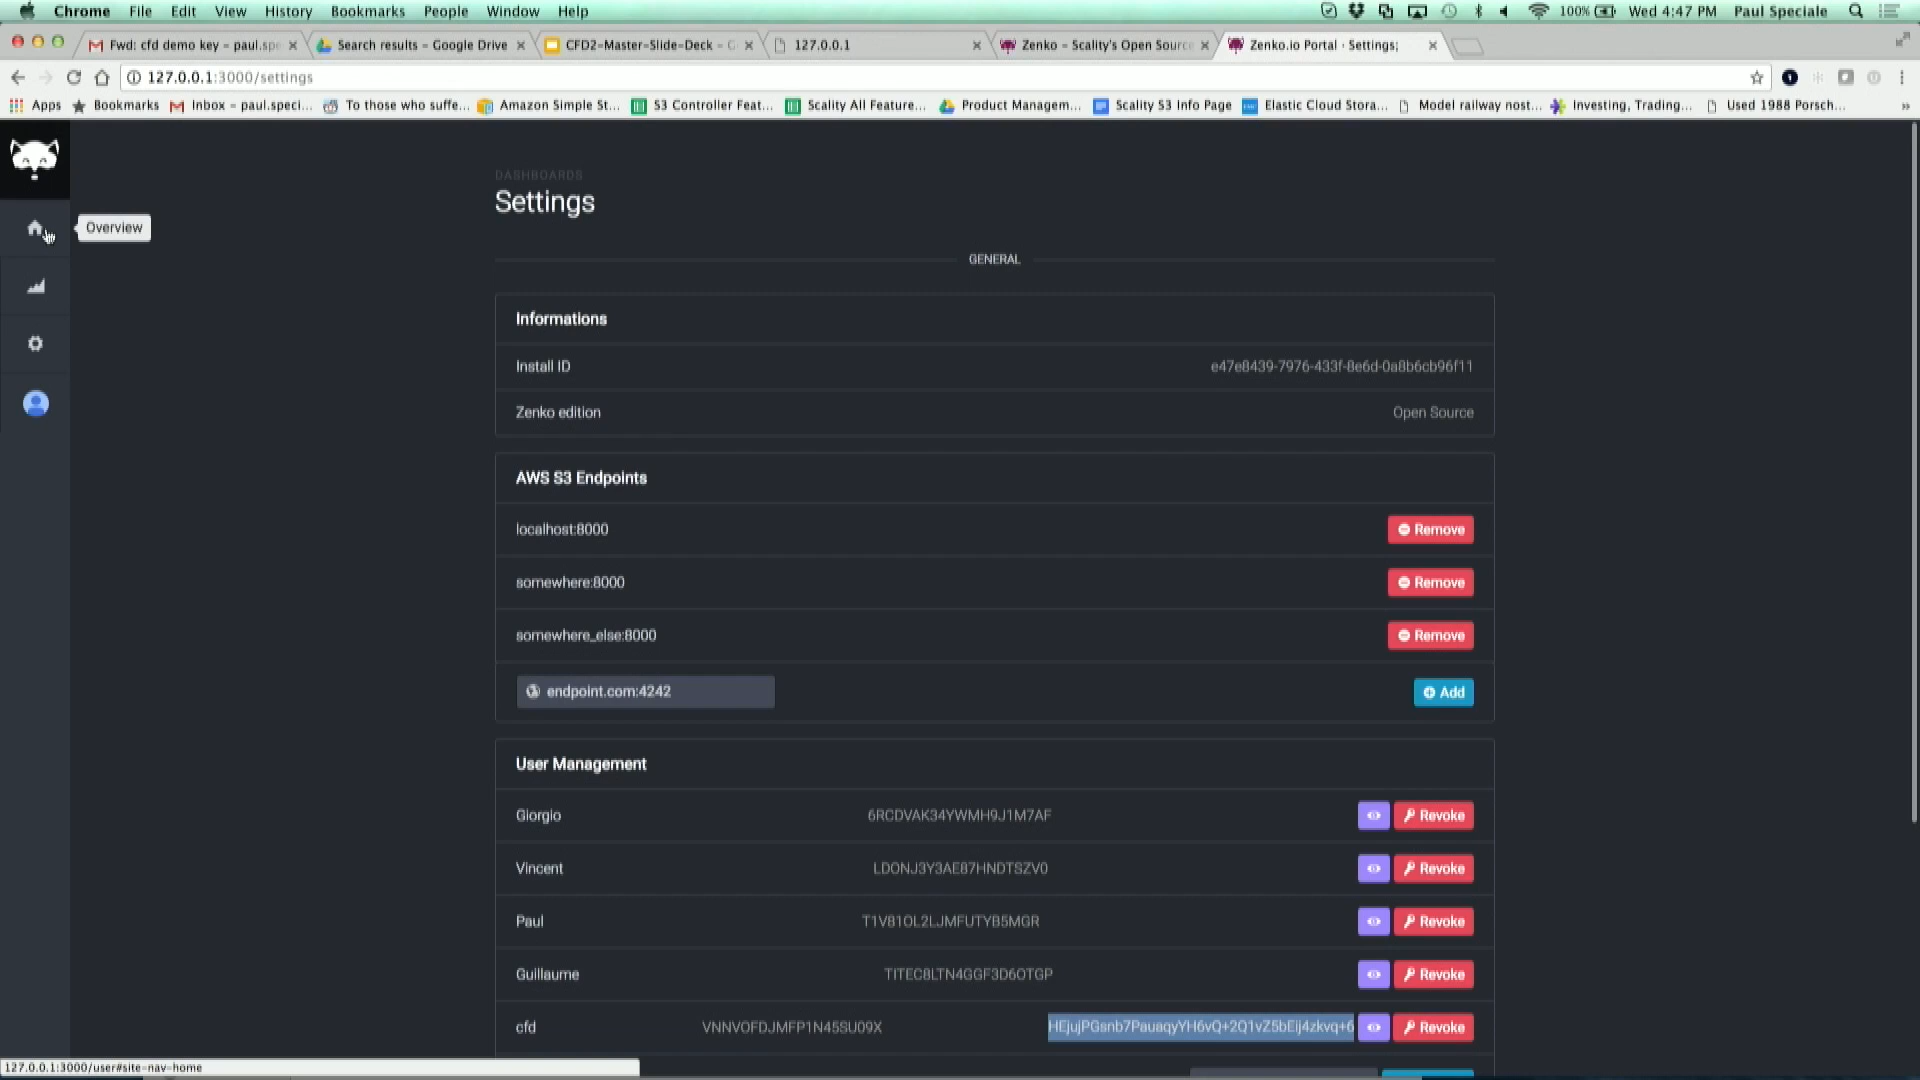 Chrome File Edit View History Bookmarks People Window Help 100% Wed 4:47 PM Paul Speciale
Fwd: cfd demo key - paul.spe Search results - Google Drive CFD2-Master-Slide-Deck - G 127.0.0.1 Zenko - Scality's Open Source Zenko.io Portal · Settings;
127.0.0.1:3000/settings
Apps Bookmarks Inbox - paul.speci... To those who suffe... Amazon Simple St... S3 Controller Feat... Scality All Feature... Product Managem... Scality S3 Info Page Elastic Cloud Stora... Model railway nost... Investing, Trading... Used 1988 Porsch... »
DASHBOARDS
Settings
Overview
GENERAL
Informations
Install ID e47e8439-7976-433f-8e6d-0a8b6cb96f11
Zenko edition Open Source
AWS S3 Endpoints
localhost:8000 Remove
somewhere:8000 Remove
somewhere_else:8000 Remove
endpoint.com:4242 Add
User Management
Giorgio 6RCDVAK34YWMH9J1M7AF Revoke
Vincent LDONJ3Y3AE87HNDTSZV0 Revoke
Paul T1V81OL2LJMFUTYB5MGR Revoke
Guillaume TITEC8LTN4GGF3D6OTGP Revoke
cfd VNNVOFDJMFP1N45SU09X HEjujPGsnb7PauaqyYH6vQ+2Q1vZ5bEij4zkvq+6 Revoke
127.0.0.1:3000/user#site-nav-home